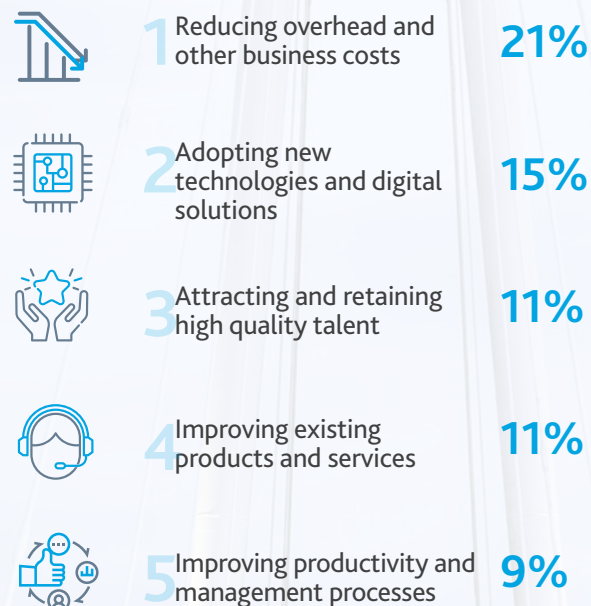 1 Reducing overhead and
other business costs 21%
2 Adopting new
technologies and digital
solutions 15%
3 Attracting and retaining
high quality talent 11%
4 Improving existing
products and services 11%
5 Improving productivity and
management processes 9%